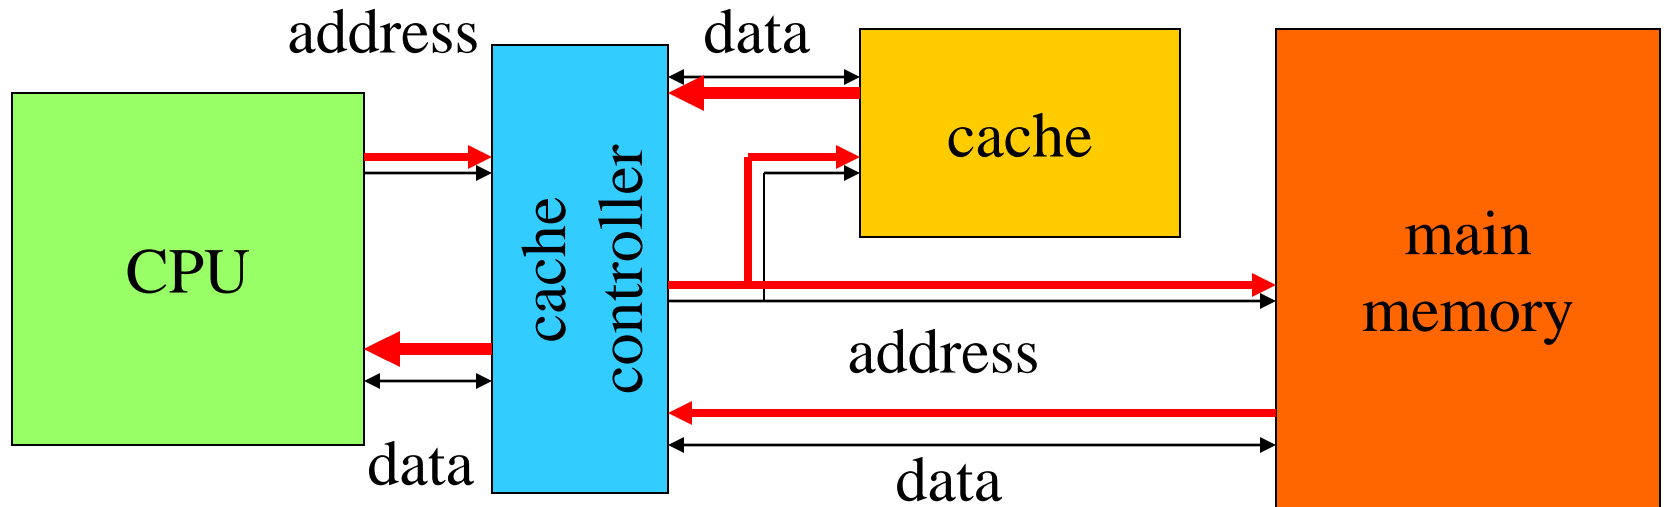 address
data
cache
CPU
cache
controller
main
memory
address
data
data